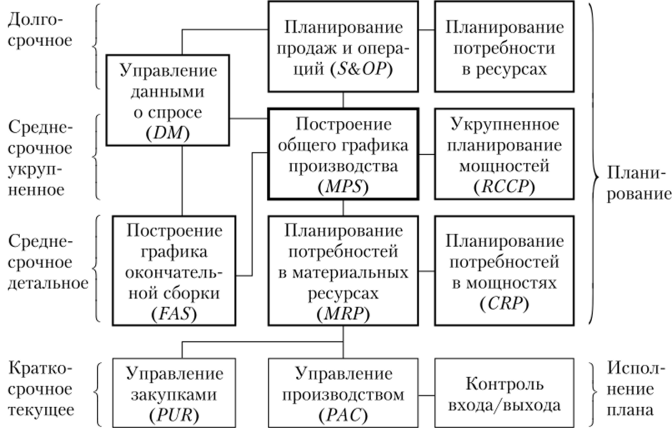 Долго-
срочное
Планирование
продаж и опера-
ций (S&OP)
Планирование
потребности
в ресурсах
Управление
данными
о спросе
(DM)
Средне-
срочное
укруп-
ненное
Построение
общего графика
производства
(MPS)
Укрупненное
планирование
мощностей
(RCCP)
Плани-
рование
Средне-
срочное
детальное
Построение
графика
окончатель-
ной сборки
(FAS)
Планирование
потребностей
в материальных
ресурсах
(MRP)
Планирование
потребностей
в мощностях
(CRP)
Кратко-
срочное
текущее
Управление
закупками
(PUR)
Управление
производством
(PAC)
Контроль
входа/выхода
Испол-
нение
плана